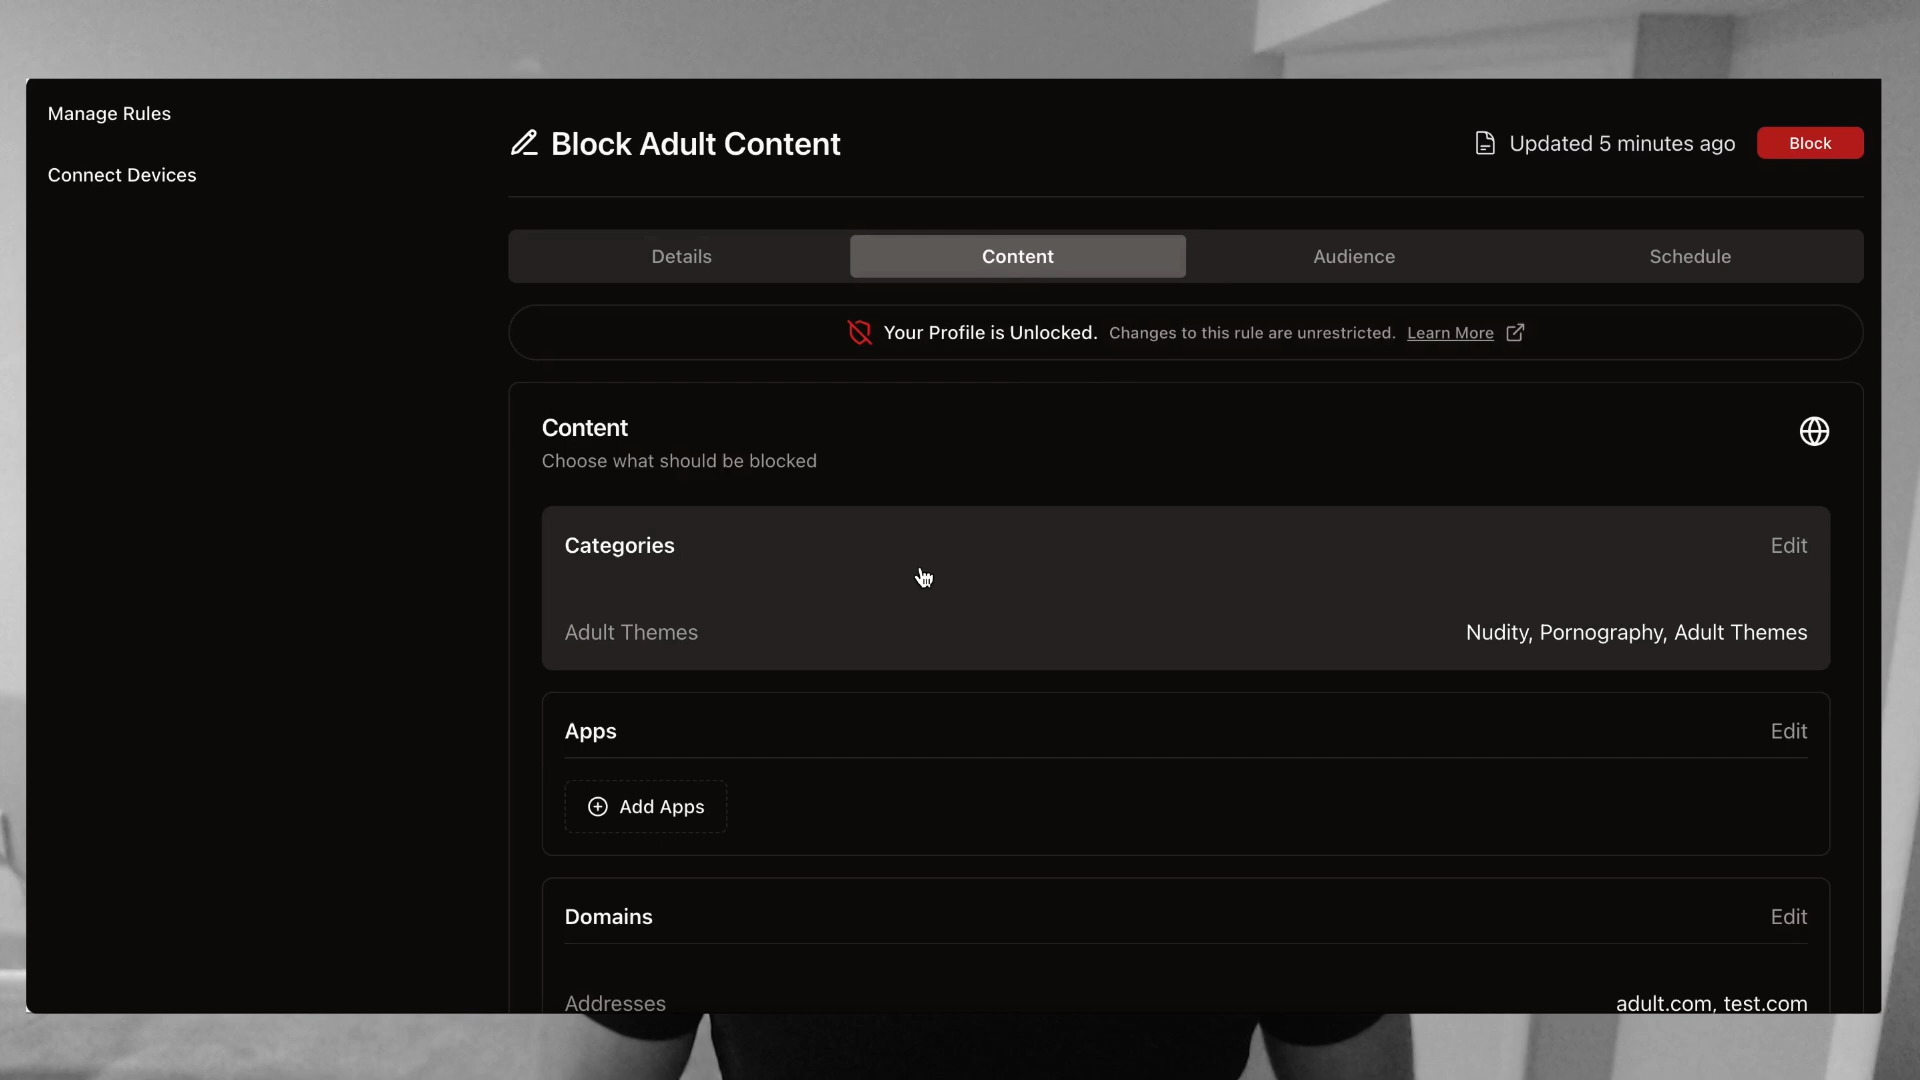 Manage Rules
Connect Devices
Block Adult Content
Updated 5 minutes ago
Block
Details
Content
Audience
Schedule
Your Profile is Unlocked. Changes to this rule are unrestricted. Learn More
Content
Choose what should be blocked
Categories
Edit
Adult Themes
Nudity, Pornography, Adult Themes
Apps
Edit
Add Apps
Domains
Edit
Addresses
adult.com, test.com